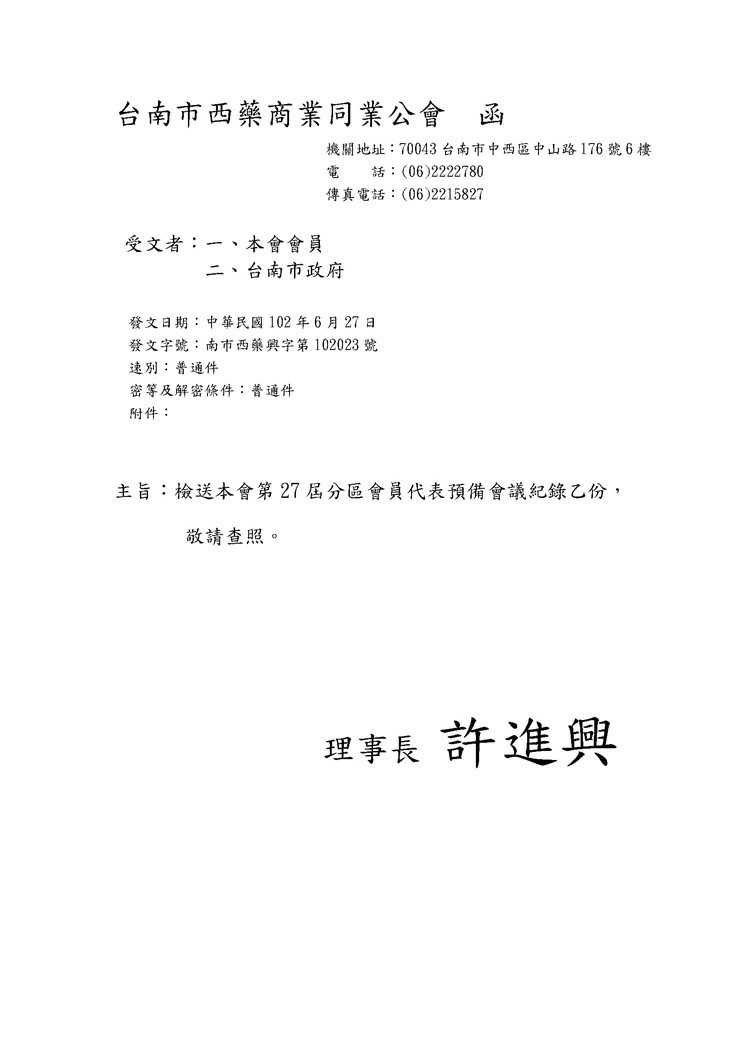 台南市西藥商業同業公會　函
機關地址：70043 台南市中西區中山路 176 號 6 樓
電　　話：(06)2222780
傳真電話：(06)2215827
受文者：一、本會會員
二、台南市政府
發文日期：中華民國 102 年 6 月 27 日
發文字號：南市西藥興字第 102023 號
速別：普通件
密等及解密條件：普通件
附件：
主旨：檢送本會第 27 屆分區會員代表預備會議紀錄乙份，
敬請查照。
理事長 許進興